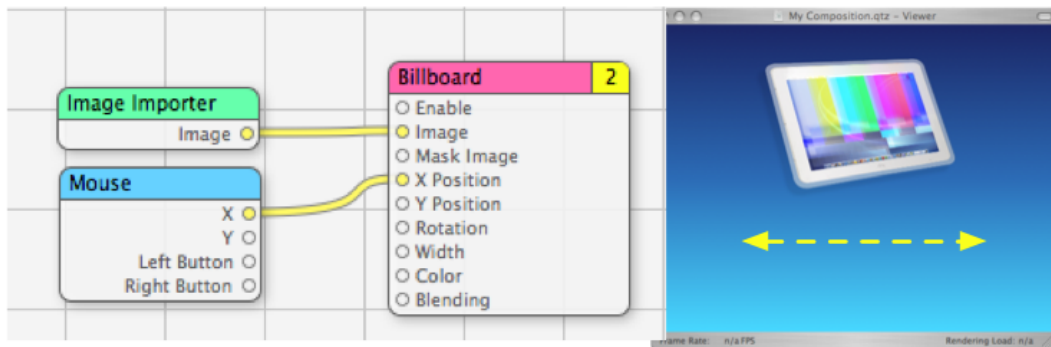 Image Importer
Image
Mouse
X
Y
Left Button
Right Button
Billboard 2
Enable
Image
Mask Image
X Position
Y Position
Rotation
Width
Color
Blending
My Composition.qtz – Viewer
Frame Rate: n/a FPS
Rendering Load: n/a